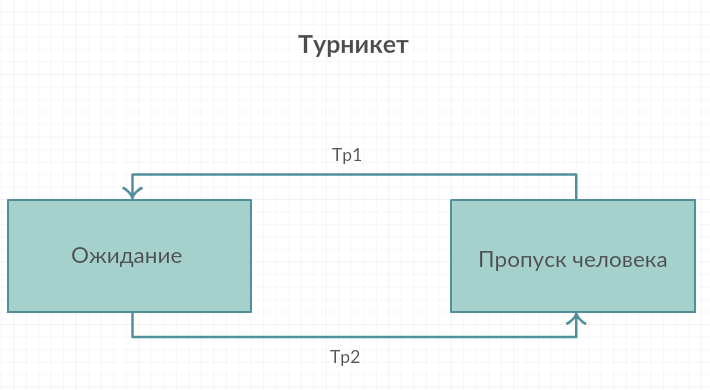 Турникет
Тр1
Ожидание
Пропуск человека
Тр2